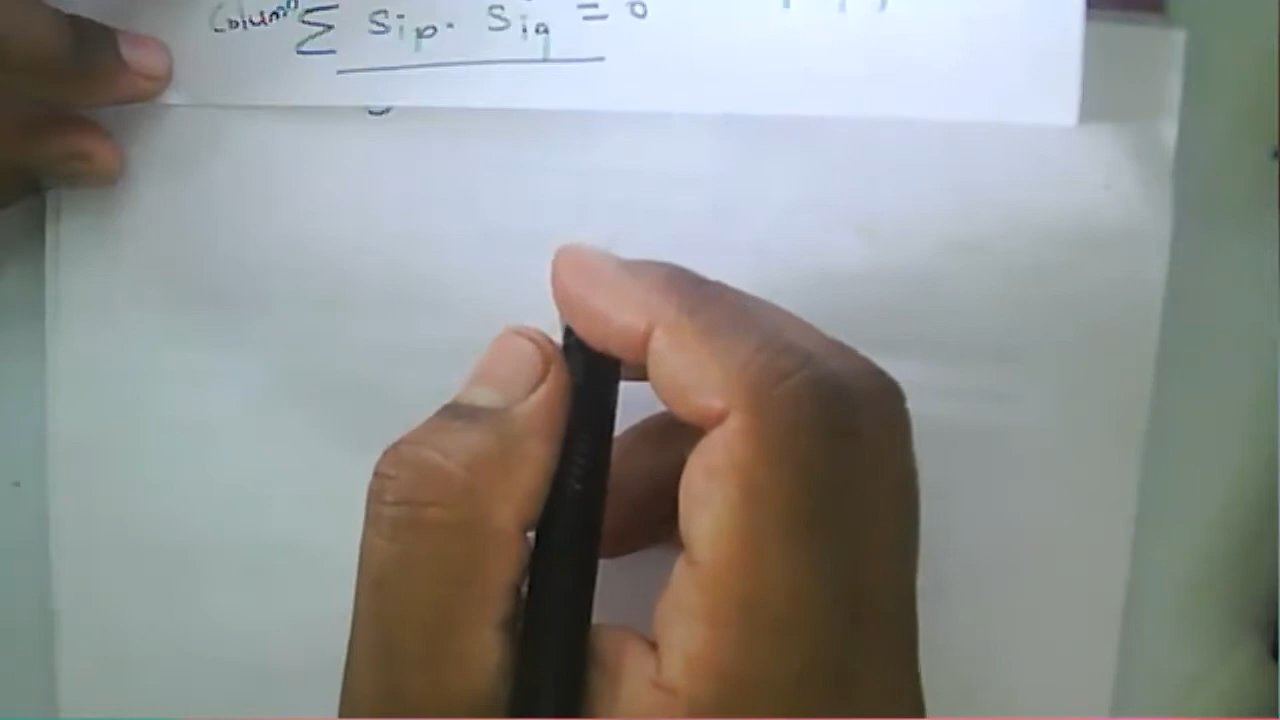 Column Σ Sip. Siq = 0